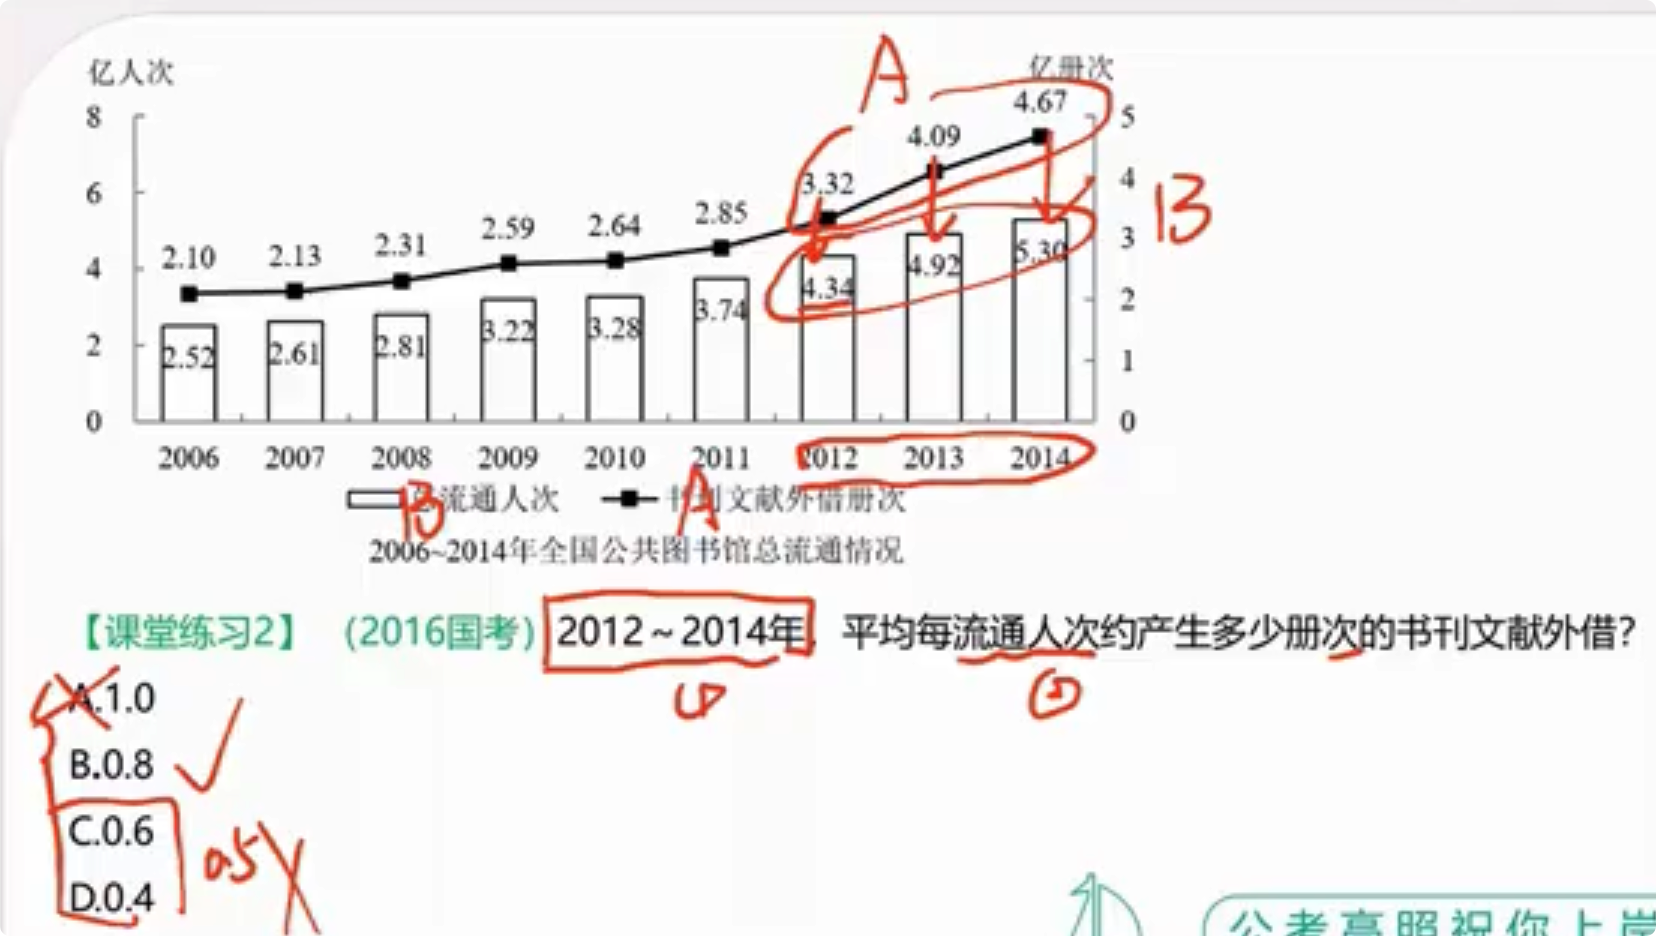 亿人次
亿册次
A
8
6
4
2
0
5
4
3
2
1
0
2.10 2.13 2.31 2.59 2.64 2.85 3.32 4.09 4.67
2.52 2.61 2.81 3.22 3.28 3.74 4.34 4.92 5.30
B
2006 2007 2008 2009 2010 2011 2012 2013 2014
流通人次 书刊文献外借册次
B A
2006~2014年全国公共图书馆总流通情况
【课堂练习2】 (2016国考) 2012~2014年,平均每流通人次约产生多少册次的书刊文献外借?
① ②
A.1.0
B.0.8
C.0.6
D.0.4
0.5
公考高照祝你上岸